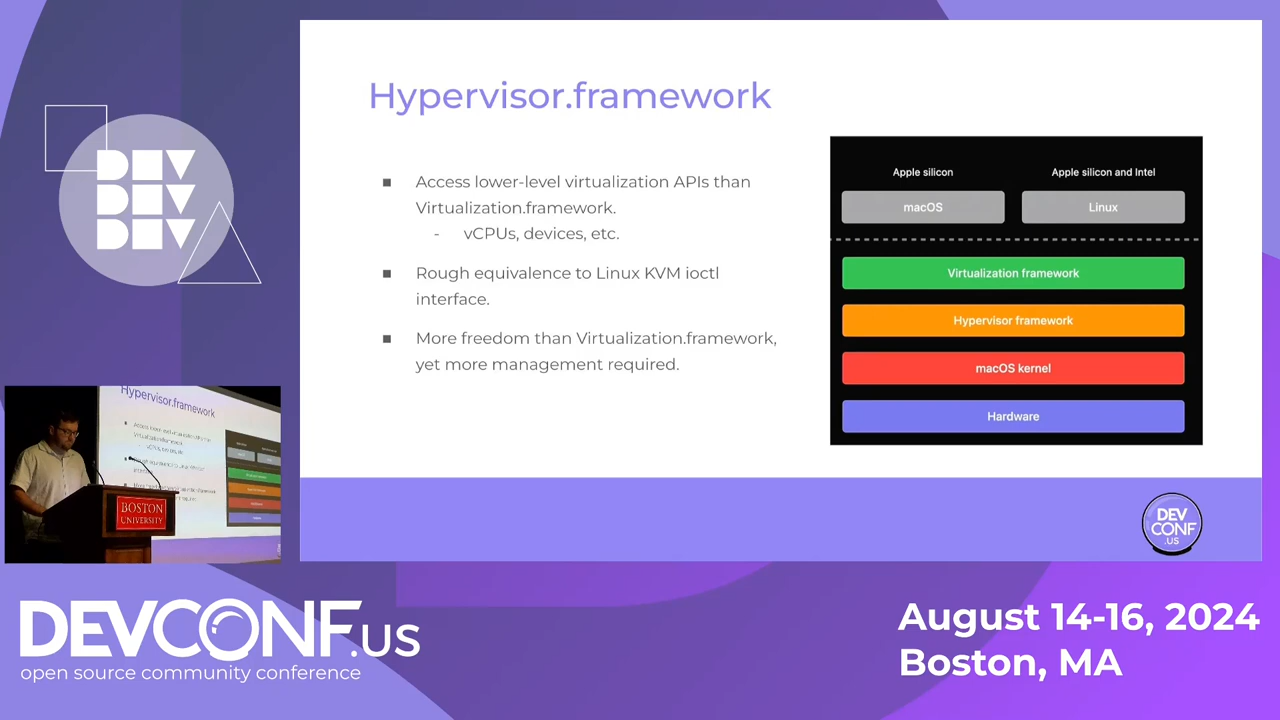 DEV
DEV
DEV
Hypervisor.framework
■ Access lower-level virtualization APIs than
Virtualization.framework.
- vCPUs, devices, etc.
■ Rough equivalence to Linux KVM ioctl
interface.
■ More freedom than Virtualization.framework,
yet more management required.
Apple silicon
Apple silicon and Intel
macOS
Linux
Virtualization framework
Hypervisor framework
macOS kernel
Hardware
DEV
CONF
.US
Hypervisor.framework
BOSTON
UNIVERSITY
DEVCONF.US
open source community conference
August 14-16, 2024
Boston, MA